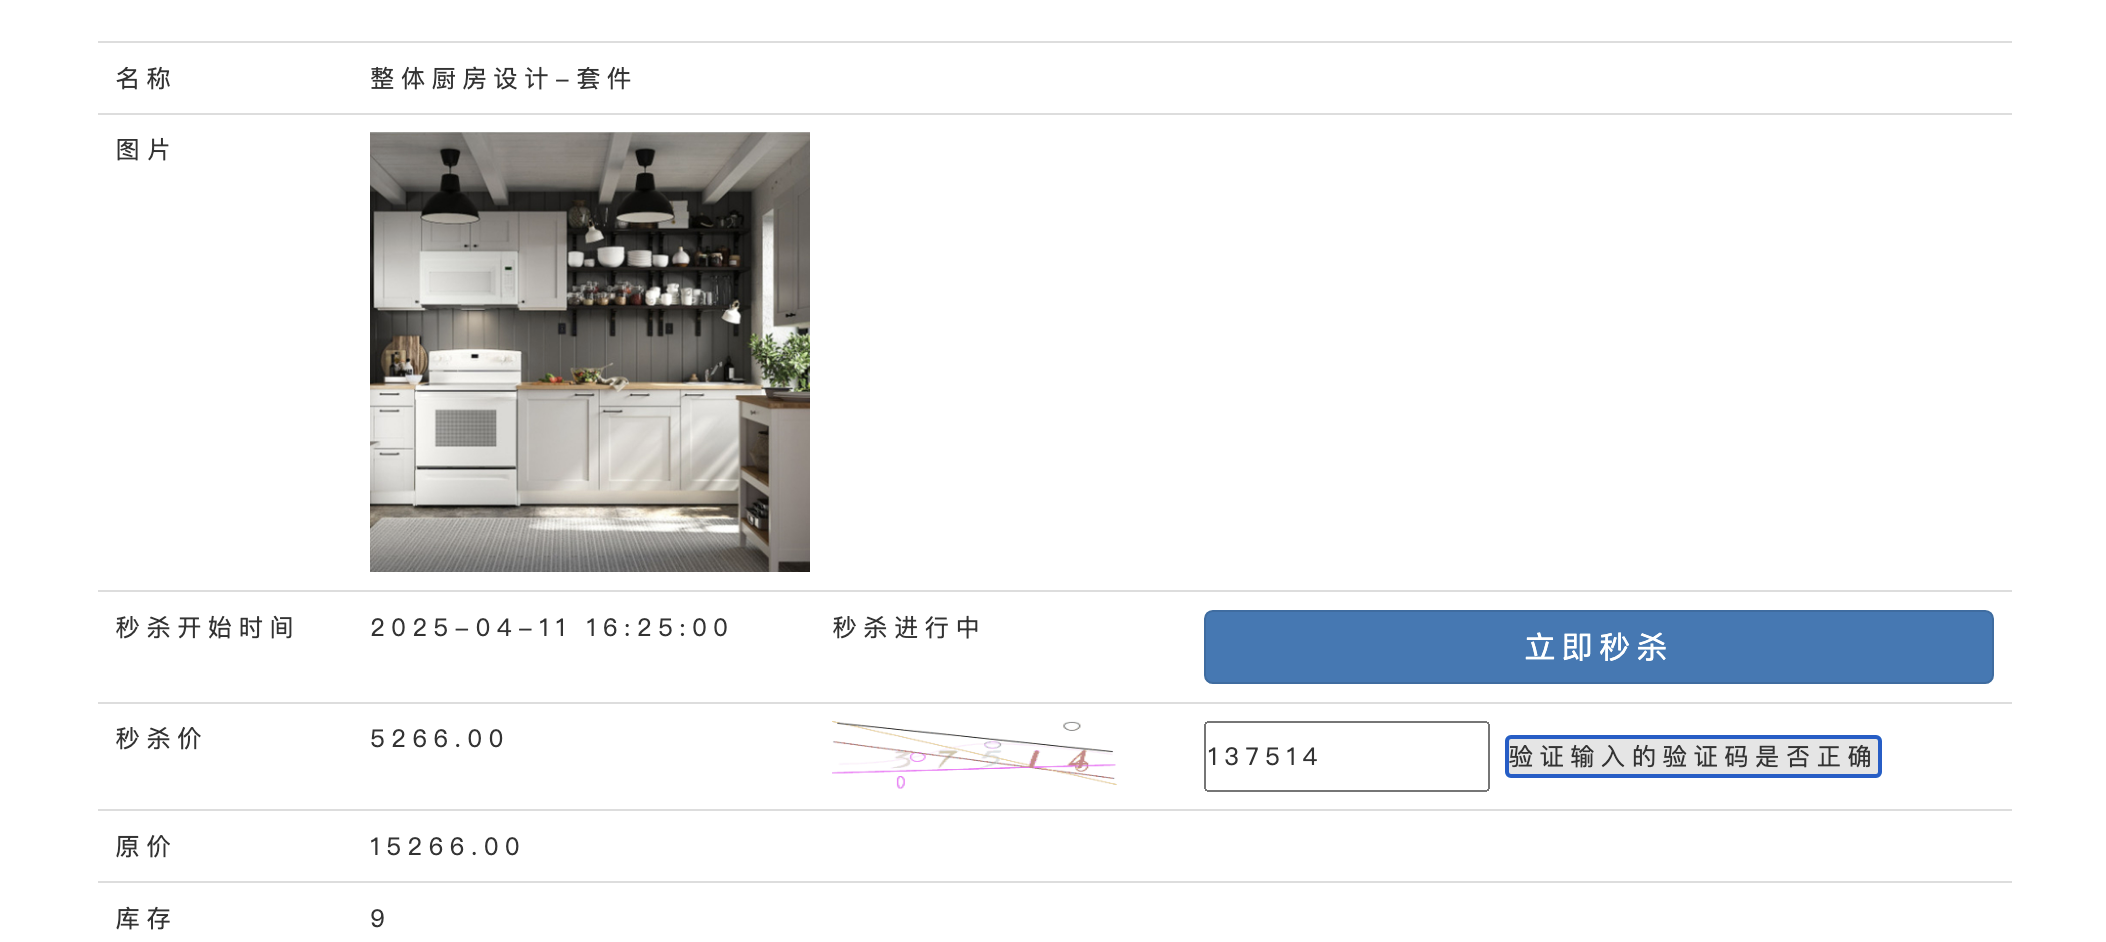 名称 整体厨房设计-套件
图片
秒杀开始时间 2025-04-11 16:25:00 秒杀进行中 立即秒杀
秒杀价 5266.00 37514 137514 验证输入的验证码是否正确
原价 15266.00
库存 9